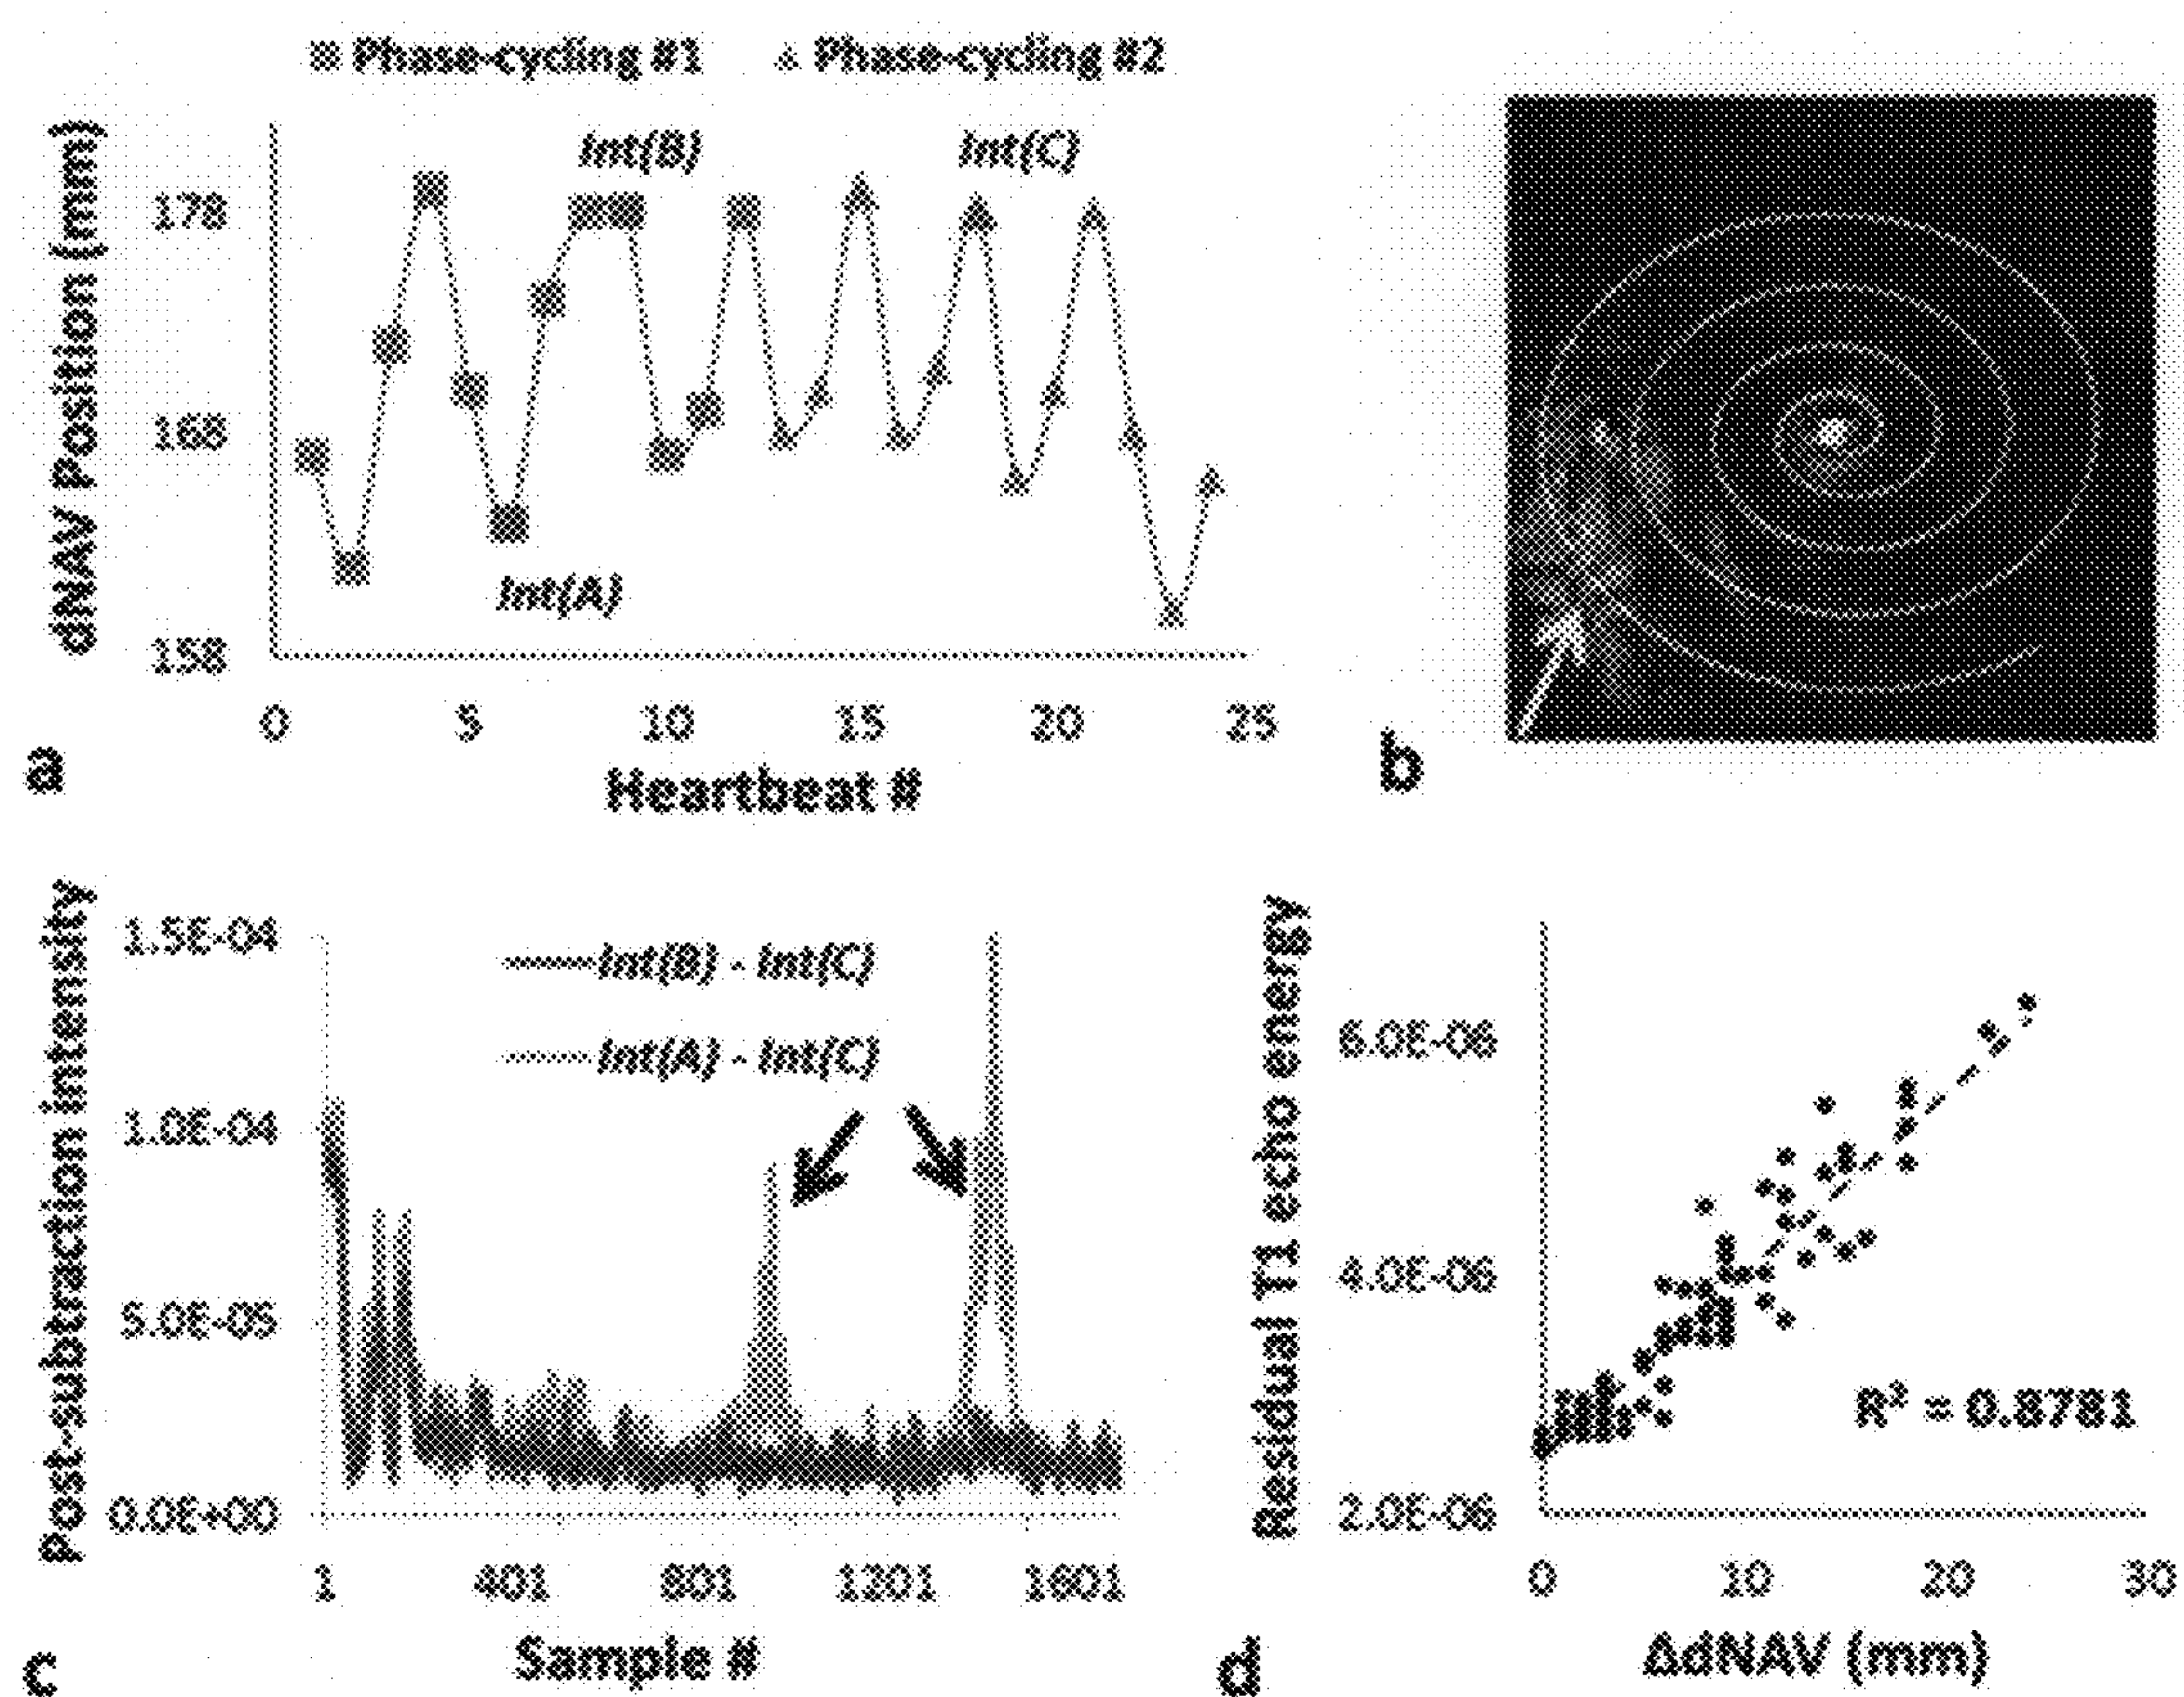 Phase-cycling #1 Phase-cycling #2
dNAV Position (mm)
Int(B) Int(C)
178
168
Int(A)
158
0 5 10 15 20 25
a
Heartbeat #
b
Post-subtraction intensity
1.5E-04
1.0E-04
5.0E-05
0.0E+00
Int(B) - Int(C)
Int(A) - Int(C)
1 401 801 1201 1601
c
Sample #
Residual T1 echo energy
6.0E-06
4.0E-06
2.0E-06
R² = 0.8781
0 10 20 30
d
ΔdNAV (mm)